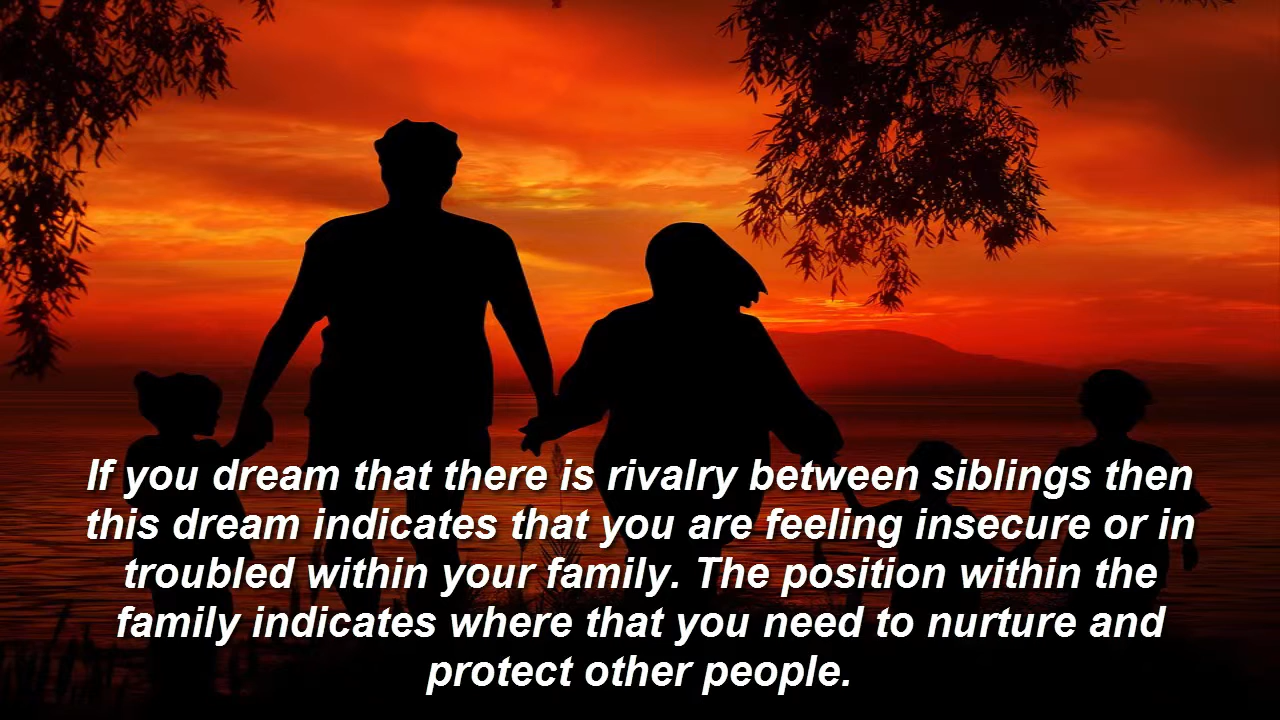 If you dream that there is rivalry between siblings then
this dream indicates that you are feeling insecure or in
troubled within your family. The position within the
family indicates where that you need to nurture and
protect other people.